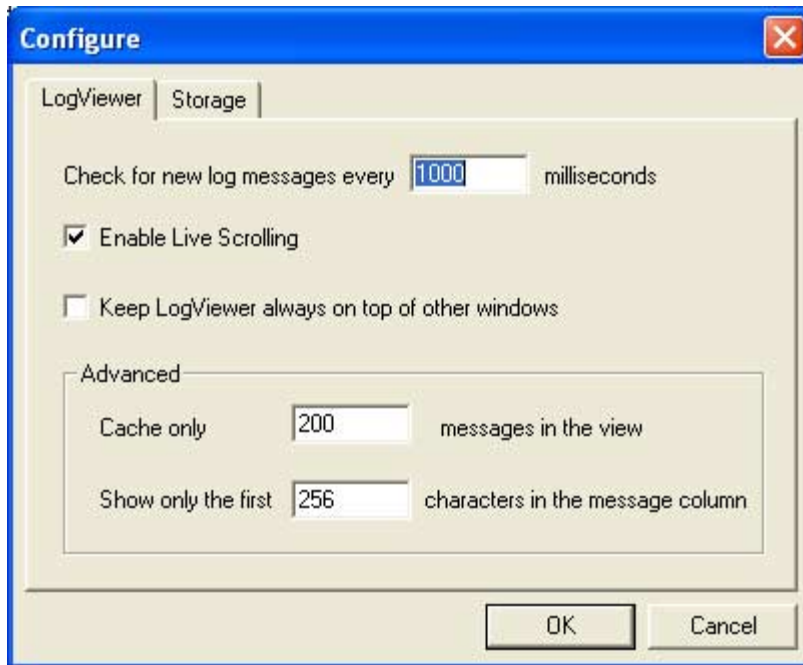 Configure
LogViewer Storage
Check for new log messages every 1000 milliseconds
Enable Live Scrolling
Keep LogViewer always on top of other windows
Advanced
Cache only 200 messages in the view
Show only the first 256 characters in the message column
OK Cancel